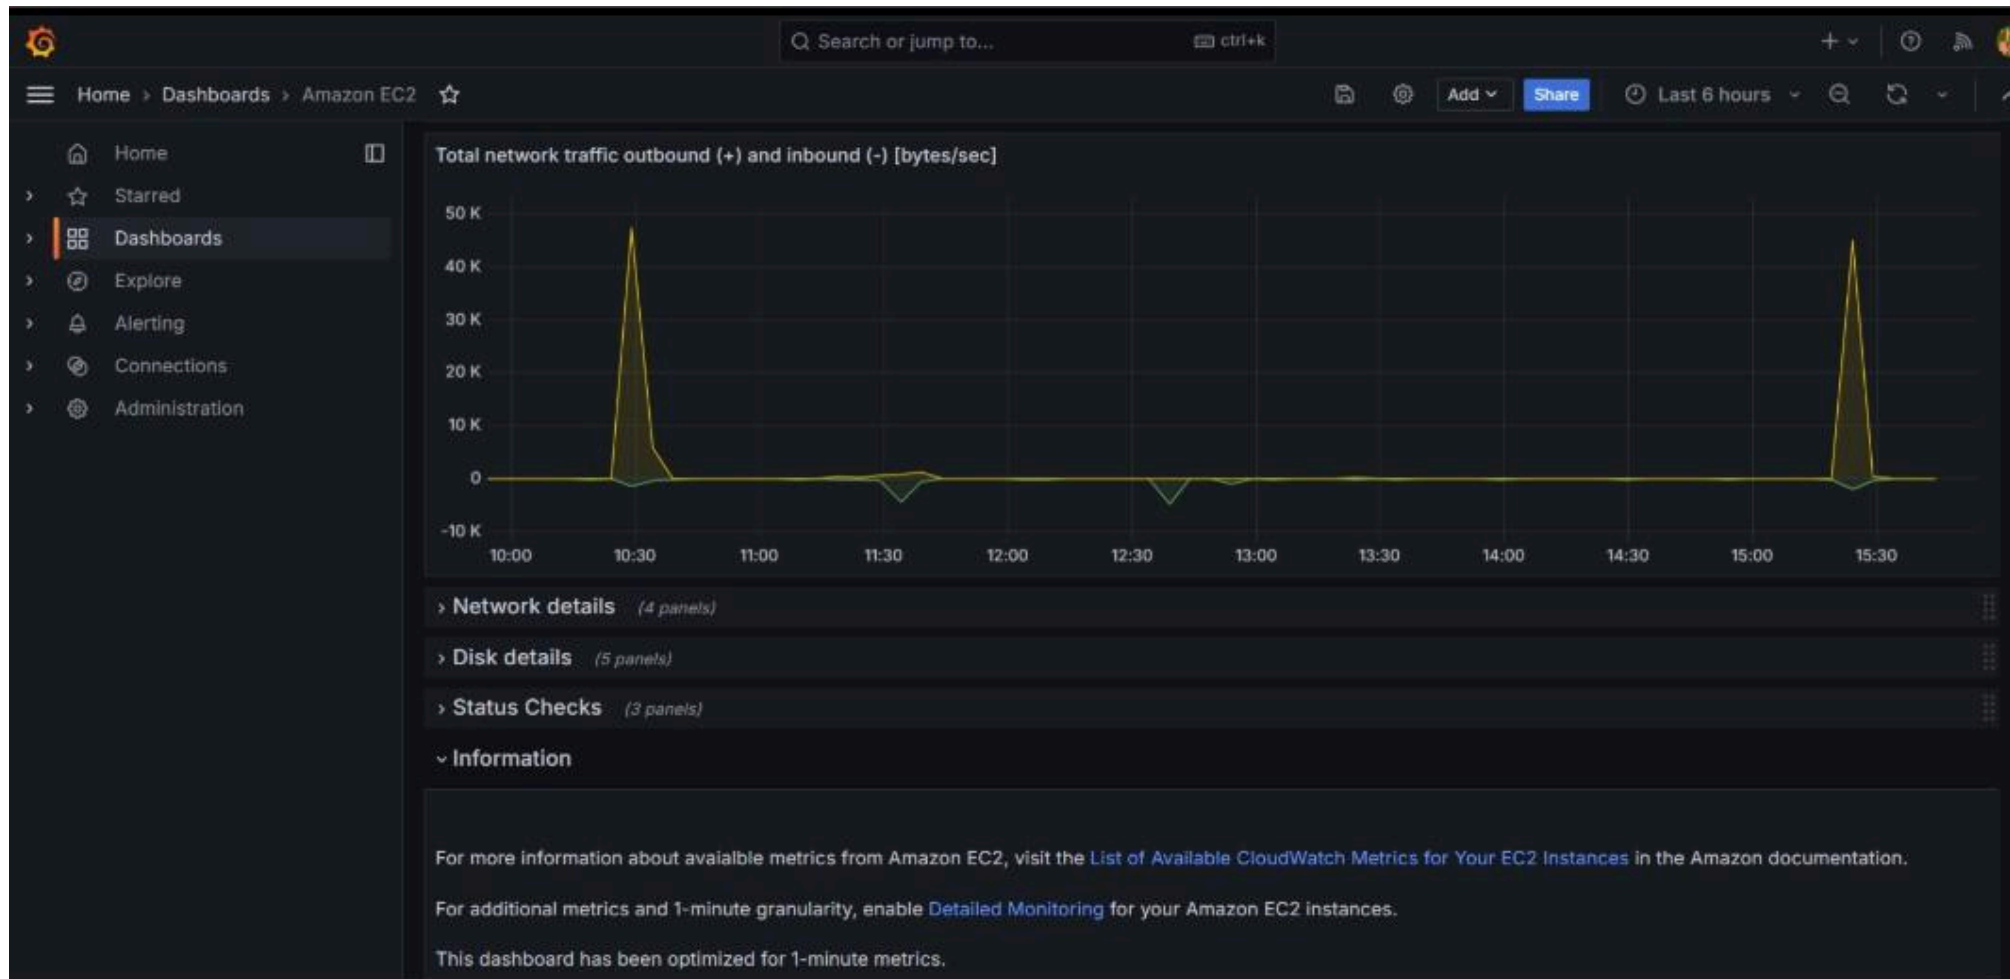 Search or jump to... ctrl+k
Home > Dashboards > Amazon EC2
Add
Share
Last 6 hours
Home
Starred
Dashboards
Explore
Alerting
Connections
Administration
Total network traffic outbound (+) and inbound (-) [bytes/sec]
50 K
40 K
30 K
20 K
10 K
0
-10 K
10:00 10:30 11:00 11:30 12:00 12:30 13:00 13:30 14:00 14:30 15:00 15:30
Network details (4 panels)
Disk details (5 panels)
Status Checks (3 panels)
Information
For more information about avaialble metrics from Amazon EC2, visit the List of Available CloudWatch Metrics for Your EC2 Instances in the Amazon documentation.
For additional metrics and 1-minute granularity, enable Detailed Monitoring for your Amazon EC2 instances.
This dashboard has been optimized for 1-minute metrics.